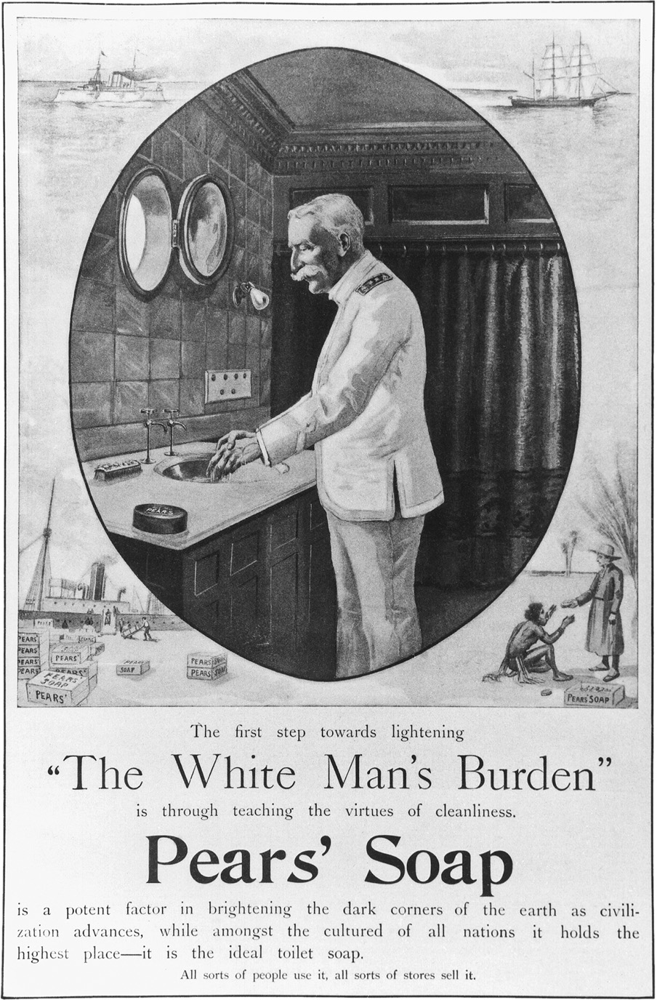 PEARS
PEARS'
PEARS'
PEARS'
PEARS'
PEARS'
PEARS'
PEARS'
PEARS
SOAP
PEARS'
SOAP
PEARS
PEARS
SOAP
PEARS' SOAP
The first step towards lightening
“The White Man's Burden”
is through teaching the virtues of cleanliness.
Pears' Soap
is a potent factor in brightening the dark corners of the earth as civili-
zation advances, while amongst the cultured of all nations it holds the
highest place—it is the ideal toilet soap.
All sorts of people use it, all sorts of stores sell it.